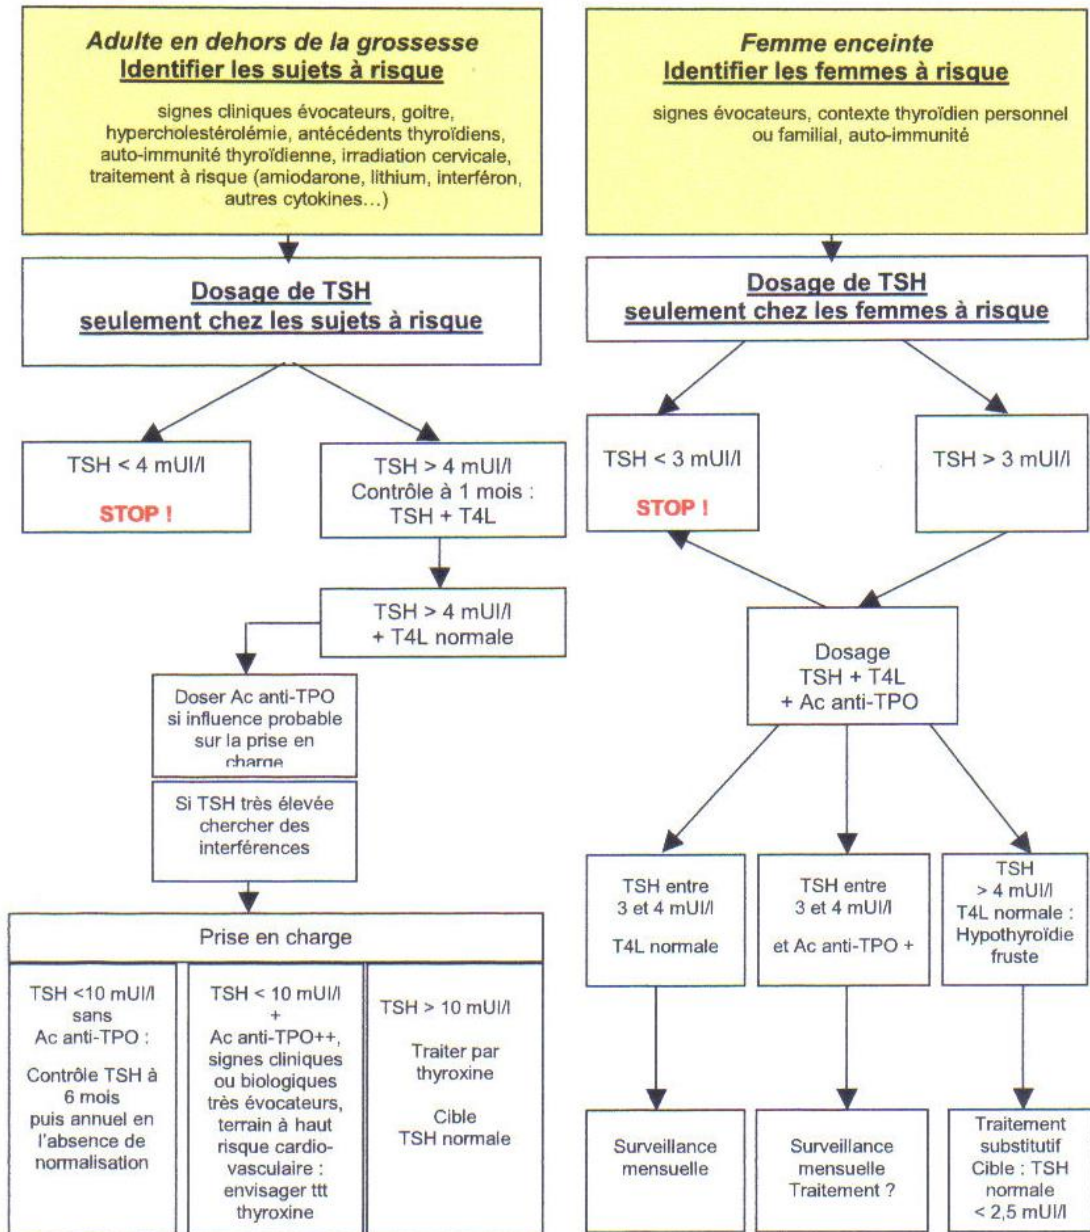 Adulte en dehors de la grossesse
Identifier les sujets à risque
signes cliniques évocateurs, goitre,
hypercholestérolémie, antécédents thyroïdiens,
auto-immunité thyroïdienne, irradiation cervicale,
traitement à risque (amiodarone, lithium, interféron,
autres cytokines…)
Dosage de TSH
seulement chez les sujets à risque
TSH < 4 mUI/l
STOP !
TSH > 4 mUI/l
Contrôle à 1 mois :
TSH + T4L
TSH > 4 mUI/l
+ T4L normale
Doser Ac anti-TPO
si influence probable
sur la prise en
charge
Si TSH très élevée
chercher des
interférences
Prise en charge
TSH <10 mUI/l
sans
Ac anti-TPO :
Contrôle TSH à
6 mois
puis annuel en
l'absence de
normalisation
TSH < 10 mUI/l
+
Ac anti-TPO++,
signes cliniques
ou biologiques
très évocateurs,
terrain à haut
risque cardio-
vasculaire :
envisager ttt
thyroxine
TSH > 10 mUI/l
Traiter par
thyroxine
Cible
TSH normale
Femme enceinte
Identifier les femmes à risque
signes évocateurs, contexte thyroïdien personnel
ou familial, auto-immunité
Dosage de TSH
seulement chez les femmes à risque
TSH < 3 mUI/l
STOP !
TSH > 3 mUI/l
Dosage
TSH + T4L
+ Ac anti-TPO
TSH entre
3 et 4 mUI/l
T4L normale
TSH entre
3 et 4 mUI/l
et Ac anti-TPO +
TSH
> 4 mUI/l
T4L normale :
Hypothyroïdie
fruste
Surveillance
mensuelle
Surveillance
mensuelle
Traitement ?
Traitement
substitutif
Cible : TSH
normale
< 2,5 mUI/l